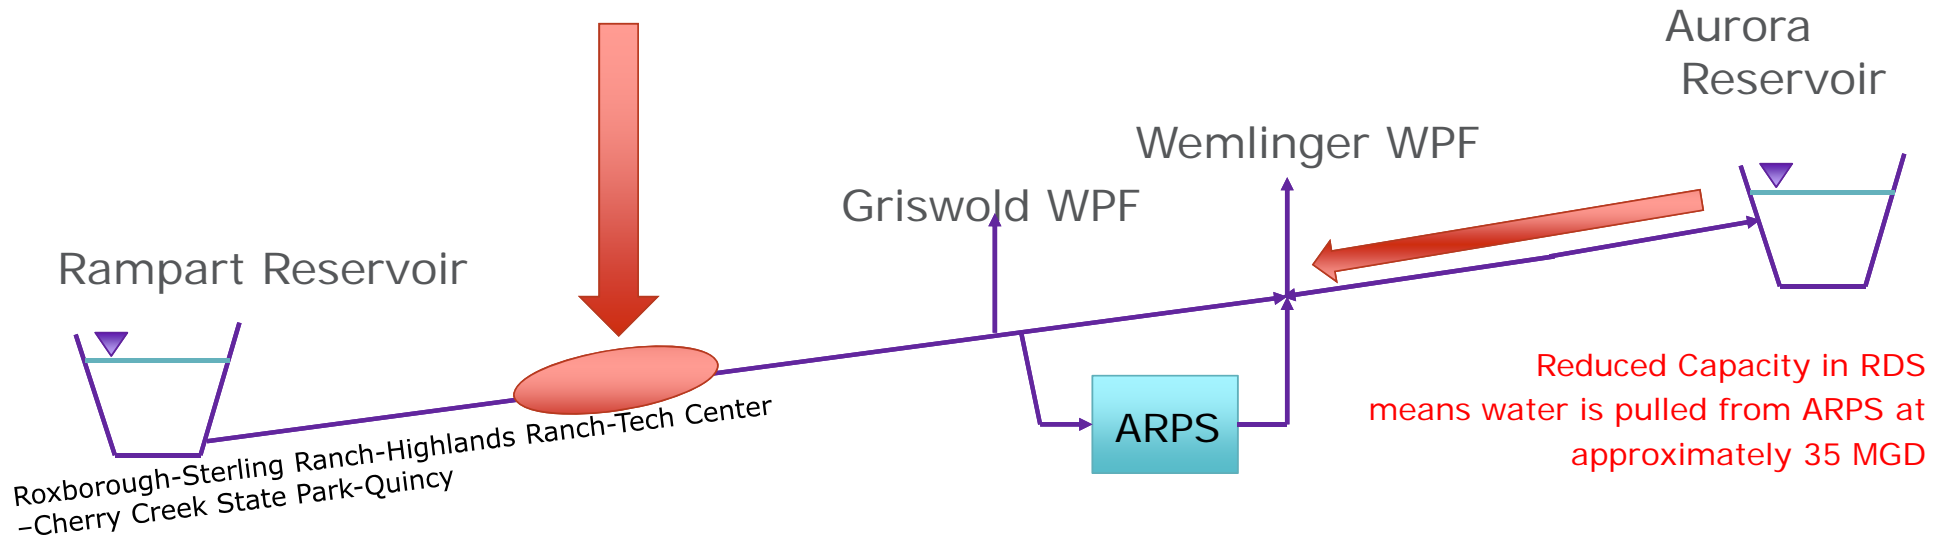 Aurora
Reservoir
Wemlinger WPF
Griswold WPF
Rampart Reservoir
Reduced Capacity in RDS
means water is pulled from ARPS at
approximately 35 MGD
ARPS
Roxborough-Sterling Ranch-Highlands Ranch-Tech Center
–Cherry Creek State Park-Quincy